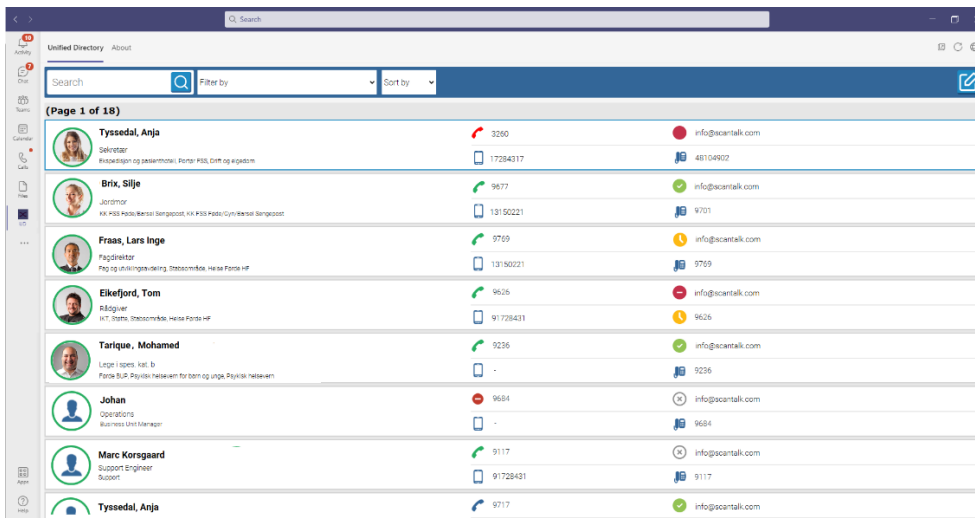 Search
10
Activity
Unified Directory About
7
Chat
Search
Filter by
Sort by
Teams
(Page 1 of 18)
Calendar
Tyssedal, Anja
3260
info@scantalk.com
Sekretær
Ekspedisjon og pasienthotell, Portør FSS, Drift og eigedom
17284317
48104902
Calls
Files
Brix, Silje
9677
info@scantalk.com
Jordmor
KK FSS Føde/Barsel Sengepost, KK FSS Føde/Gyn/Barsel Sengepost
13150221
9701
...
Fraas, Lars Inge
9769
info@scantalk.com
Fagdirektør
Fag og utviklingsavdeling, Stabsområde, Helse Førde HF
13150221
9769
Eikefjord, Tom
9626
info@scantalk.com
Rådgiver
IKT, Støtte, Stabsområde, Helse Førde HF
91728431
9626
Tarique, Mohamed
9236
info@scantalk.com
Lege i spes. kat. b
Førde BUP, Psykisk helsevern for barn og unge, Psykisk helsevern
-
9236
Johan
9684
info@scantalk.com
Operations
Business Unit Manager
-
9684
Marc Korsgaard
9117
info@scantalk.com
Support Engineer
Support
91728431
9117
Apps
Help
Tyssedal, Anja
9717
info@scantalk.com